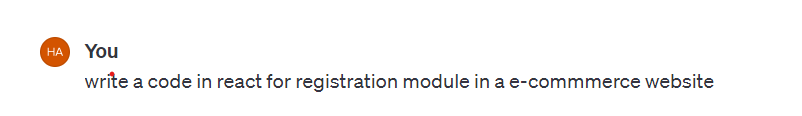 HA
You
write a code in react for registration module in a e-commmerce website